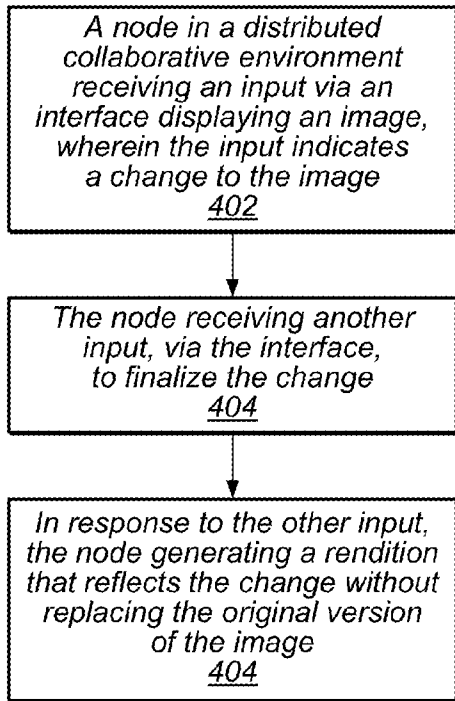 A node in a distributed
collaborative environment
receiving an input via an
interface displaying an image,
wherein the input indicates
a change to the image
402
The node receiving another
input, via the interface,
to finalize the change
404
In response to the other input,
the node generating a rendition
that reflects the change without
replacing the original version
of the image
404